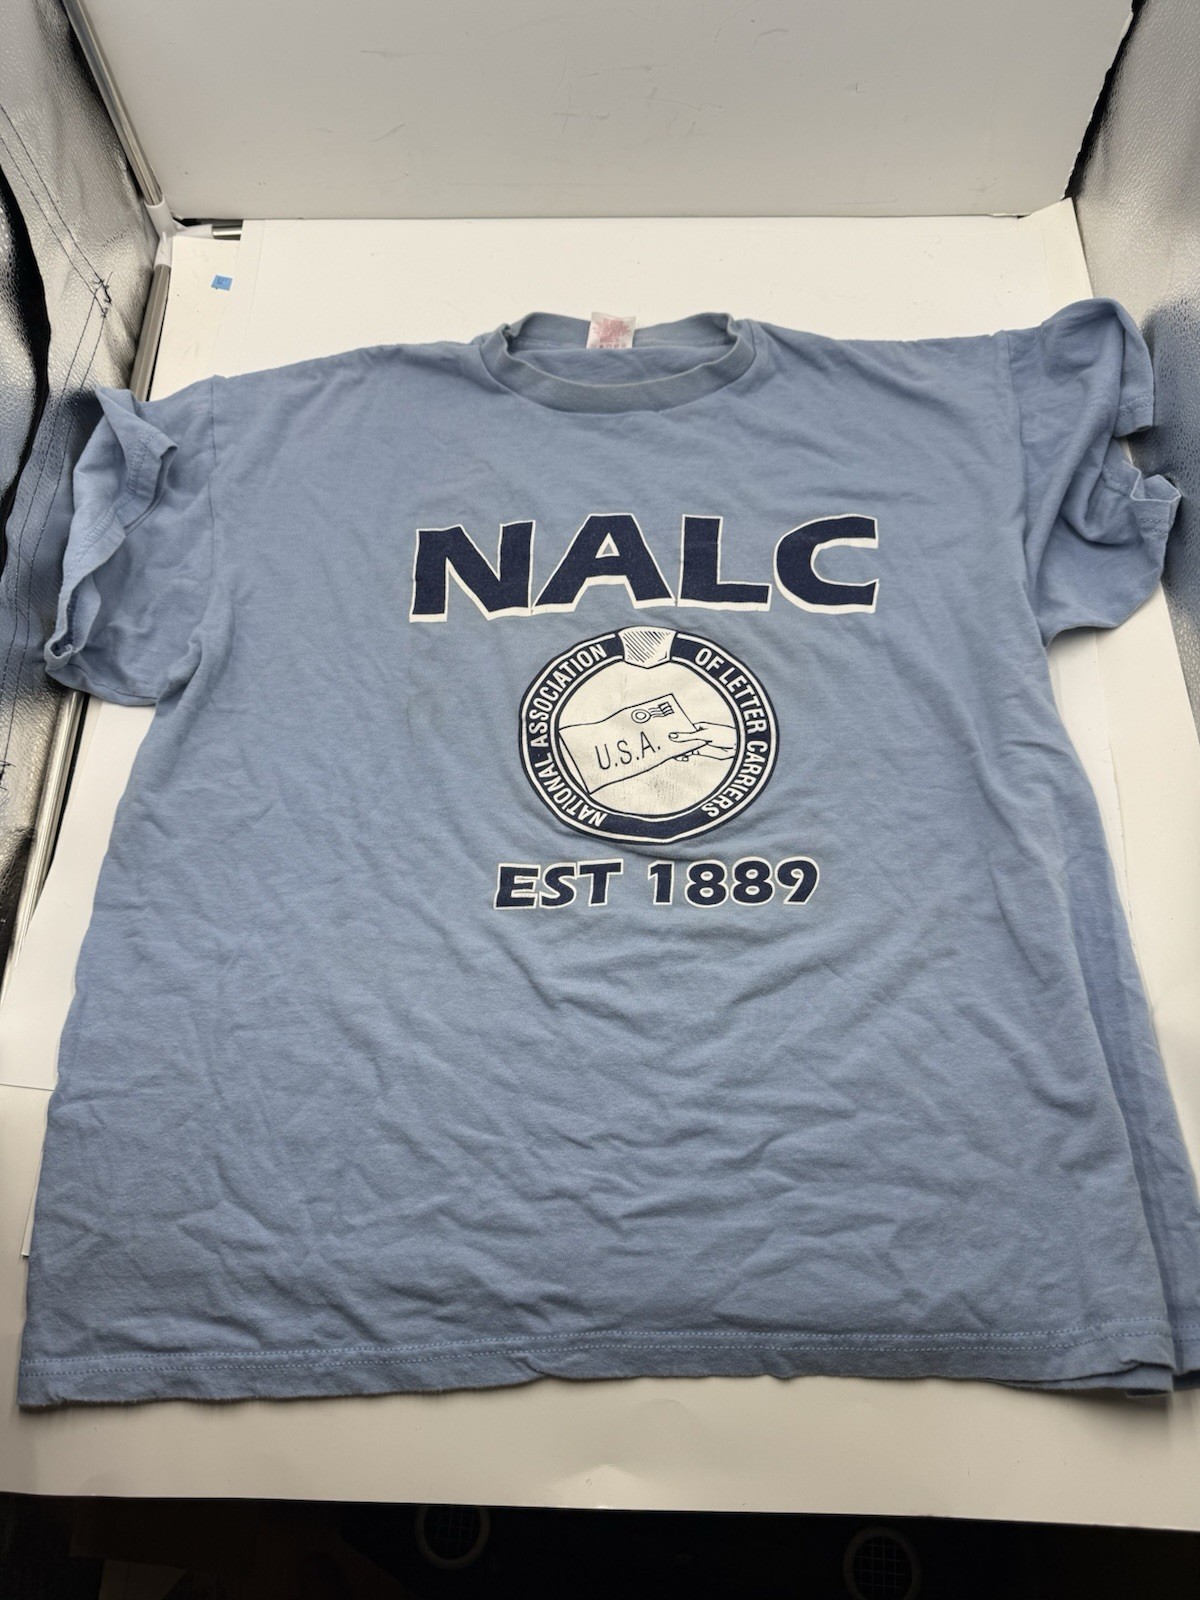 NALC
NATIONAL ASSOCIATION OF LETTER CARRIERS
U.S.A.
EST 1889